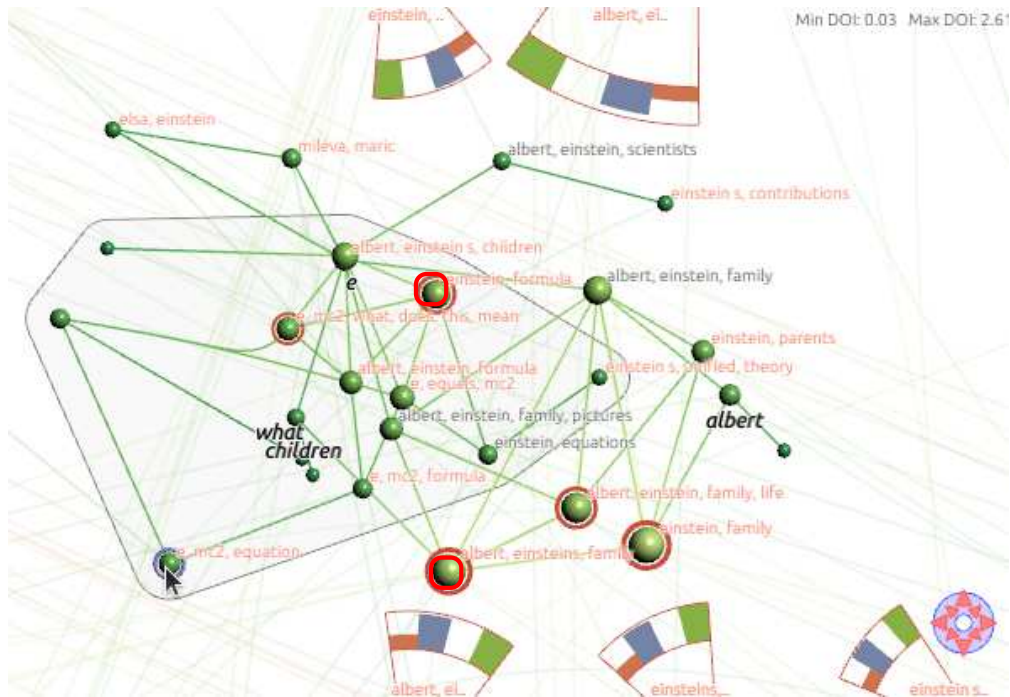 einstein, ..
albert, ei..
Min DOI: 0.03 Max DOI: 2.61
elsa, einstein
mileva, maric
albert, einstein, scientists
einstein s, contributions
albert, einstein s, children
e
einstein, formula
albert, einstein, family
e, mc2, what, does, this, mean
einstein, parents
albert, einstein, formula
einstein s, unified, theory
e, equals, mc2
albert, einstein, family, pictures
albert
what
children
einstein, equations
e, mc2, formula
albert, einstein, family, life
einstein, family
e, mc2, equation
albert, einsteins, family
albert, ei..
einsteins,..
einstein s...